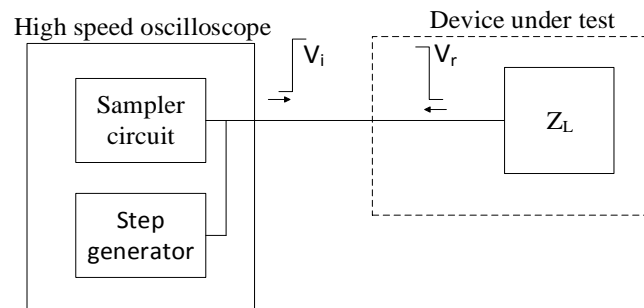 High speed oscilloscope
Device under test
Vi
Vr
Sampler
circuit
ZL
Step
generator